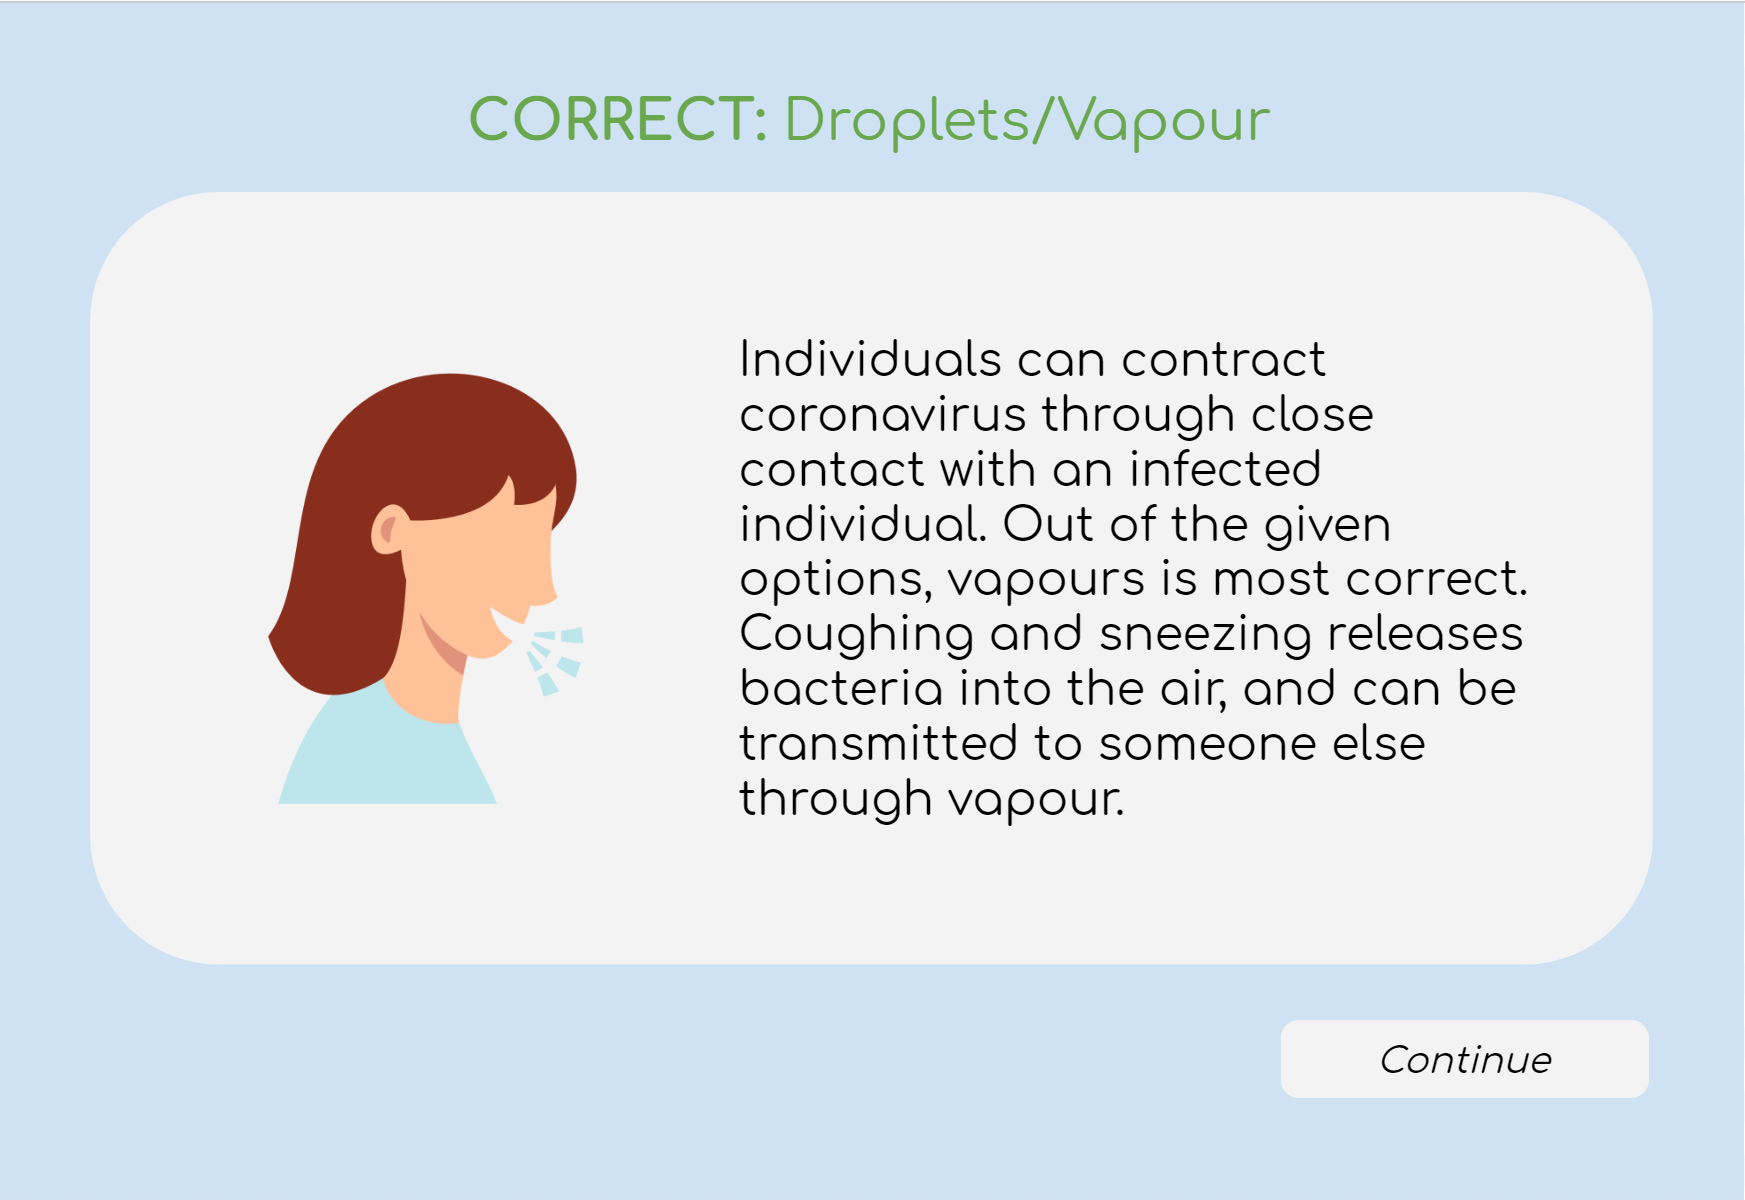 CORRECT: Droplets/Vapour
Individuals can contract
coronavirus through close
contact with an infected
individual. Out of the given
options, vapours is most correct.
Coughing and sneezing releases
bacteria into the air, and can be
transmitted to someone else
through vapour.
Continue